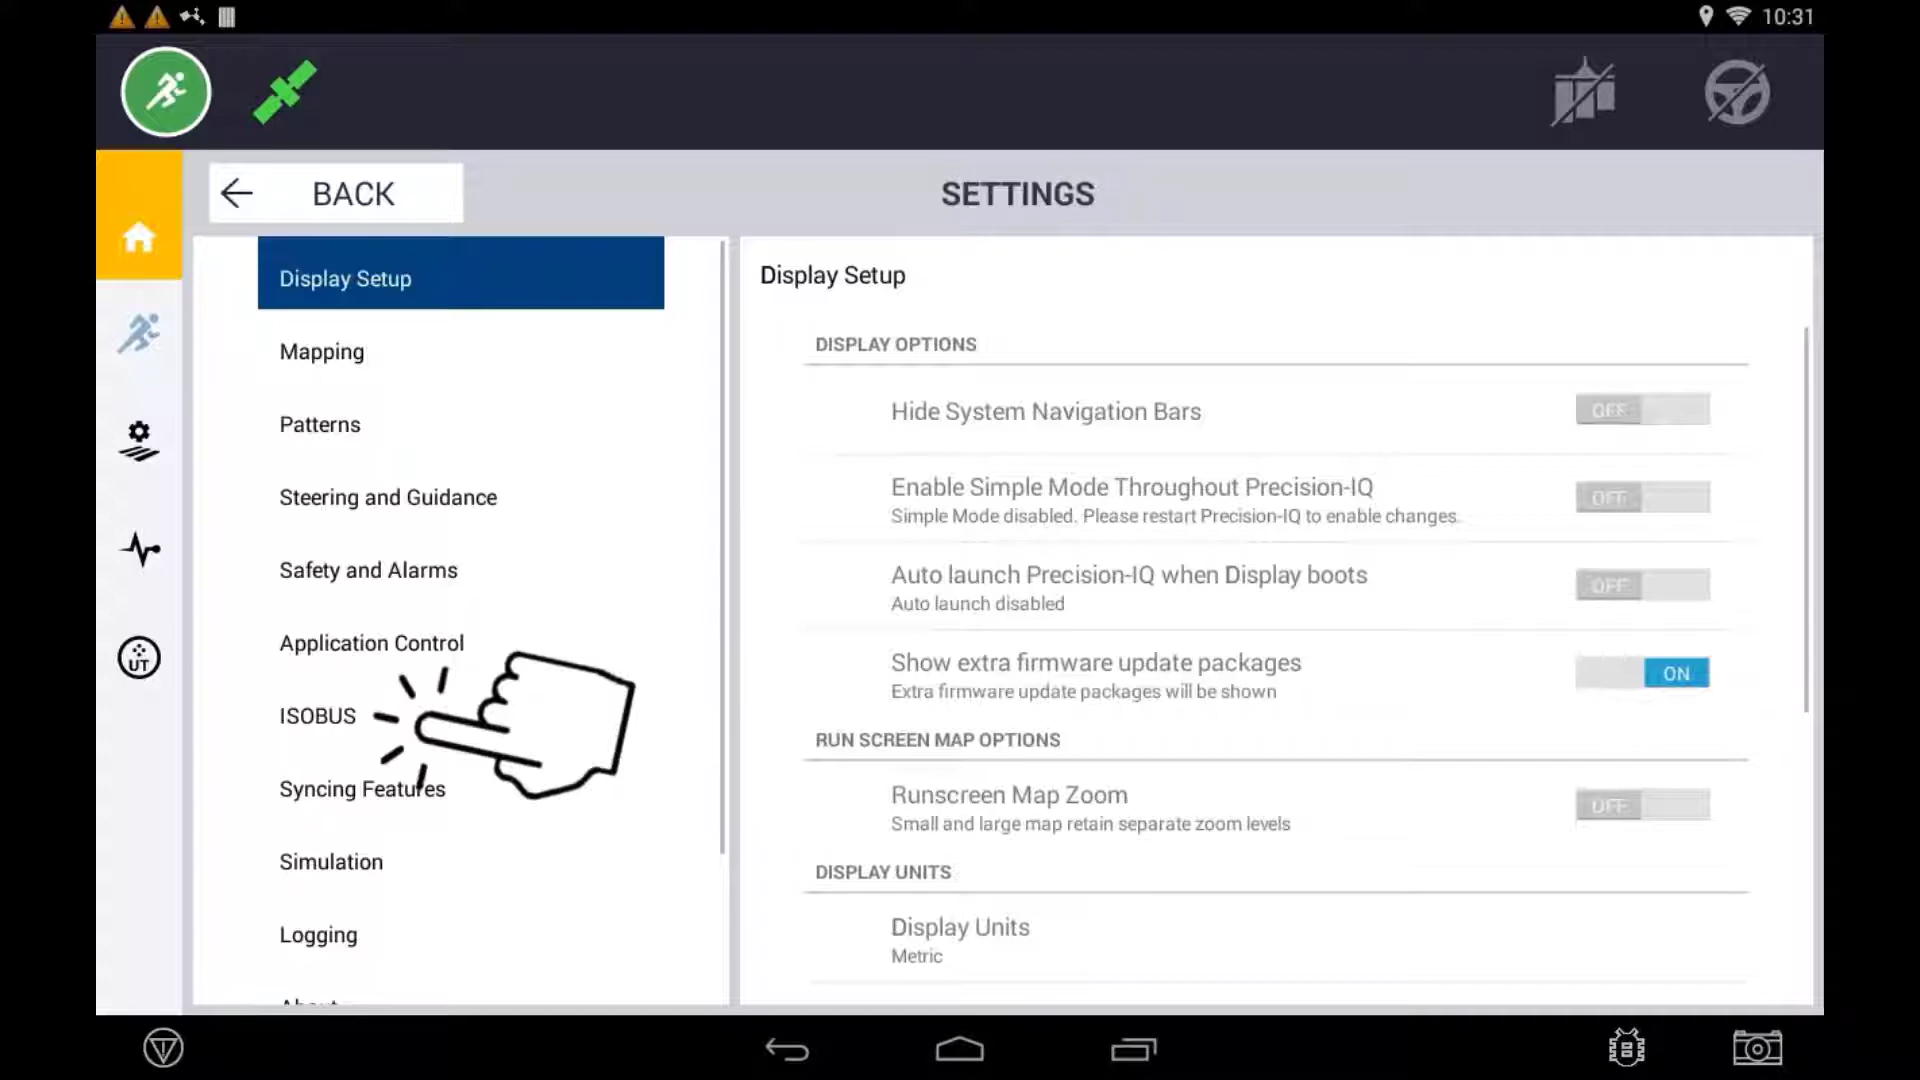 10:31
BACK
SETTINGS
Display Setup
Mapping
Patterns
Steering and Guidance
Safety and Alarms
Application Control
ISOBUS
Syncing Features
Simulation
Logging
About
UT
Display Setup
DISPLAY OPTIONS
Hide System Navigation Bars
OFF
Enable Simple Mode Throughout Precision-IQ
Simple Mode disabled. Please restart Precision-IQ to enable changes.
OFF
Auto launch Precision-IQ when Display boots
Auto launch disabled
OFF
Show extra firmware update packages
Extra firmware update packages will be shown
ON
RUN SCREEN MAP OPTIONS
Runscreen Map Zoom
Small and large map retain separate zoom levels
OFF
DISPLAY UNITS
Display Units
Metric